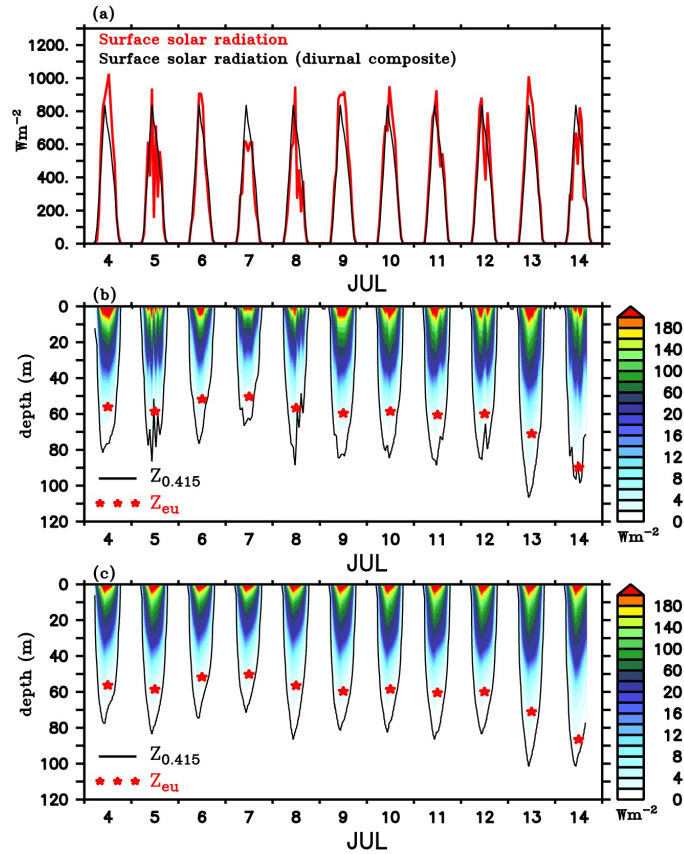 (a)
1200.
1000.
800.
600.
400.
200.
0.
Wm−2
Surface solar radiation
Surface solar radiation (diurnal composite)
4 5 6 7 8 9 10 11 12 13 14
JUL
(b)
0
20
40
60
80
100
120
depth (m)
Z0.415
Zeu
4 5 6 7 8 9 10 11 12 13 14
JUL
180
140
100
60
20
16
12
8
4
0
Wm−2
(c)
0
20
40
60
80
100
120
depth (m)
Z0.415
Zeu
4 5 6 7 8 9 10 11 12 13 14
JUL
180
140
100
60
20
16
12
8
4
0
Wm−2